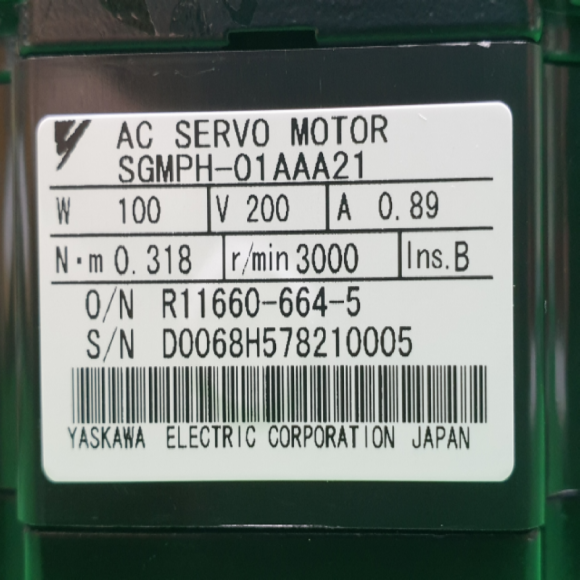 AC SERVO MOTOR
SGMPH-01AAA21
W 100 V 200 A 0.89
N·m 0.318 r/min 3000 Ins.B
O/N R11660-664-5
S/N D0068H578210005
YASKAWA ELECTRIC CORPORATION JAPAN